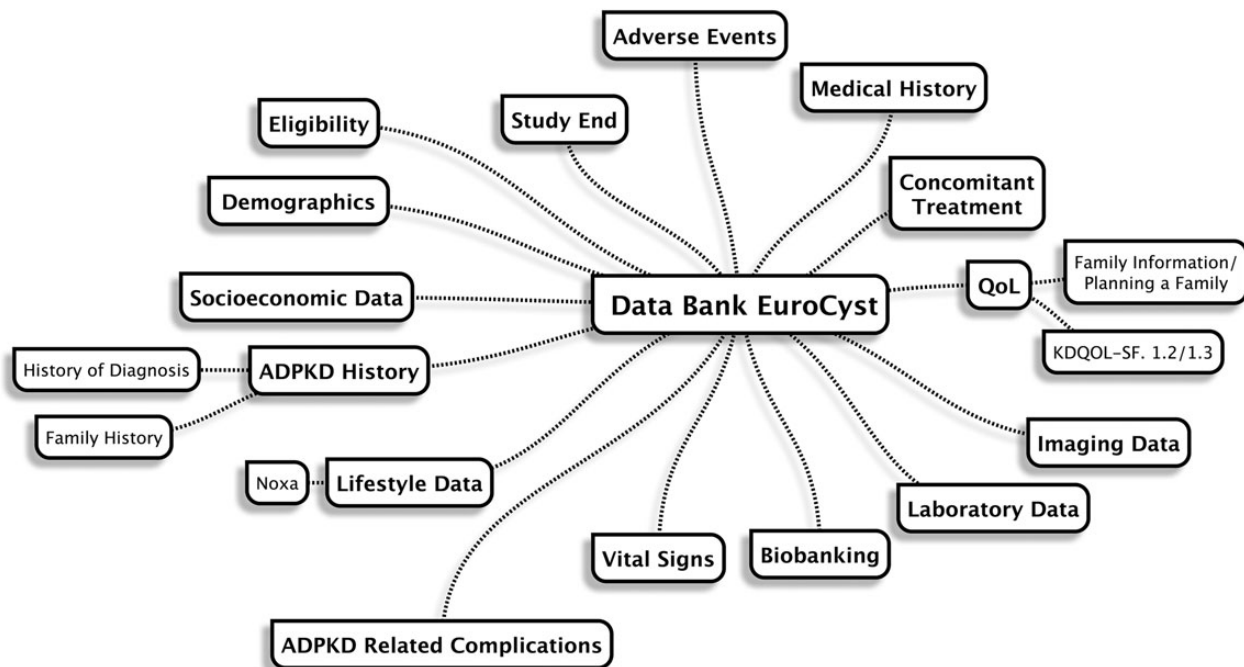 Adverse Events
Medical History
Study End
Eligibility
Concomitant
Treatment
Demographics
Family Information/
Planning a Family
QoL
Socioeconomic Data
Data Bank EuroCyst
KDQOL-SF. 1.2/1.3
History of Diagnosis
ADPKD History
Family History
Imaging Data
Noxa
Lifestyle Data
Laboratory Data
Vital Signs
Biobanking
ADPKD Related Complications